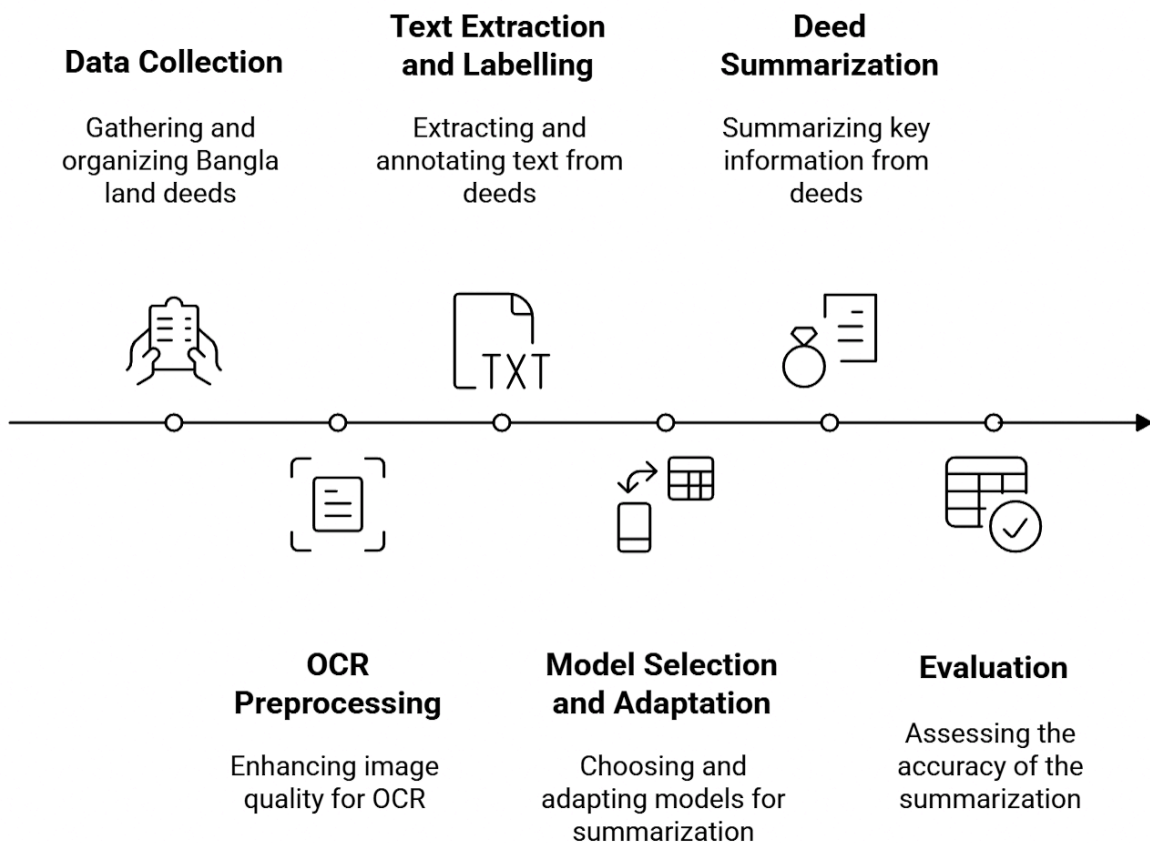 Data Collection
Gathering and
organizing Bangla
land deeds
OCR
Preprocessing
Enhancing image
quality for OCR
Text Extraction
and Labelling
Extracting and
annotating text from
deeds
TXT
Model Selection
and Adaptation
Choosing and
adapting models for
summarization
Deed
Summarization
Summarizing key
information from
deeds
Evaluation
Assessing the
accuracy of the
summarization